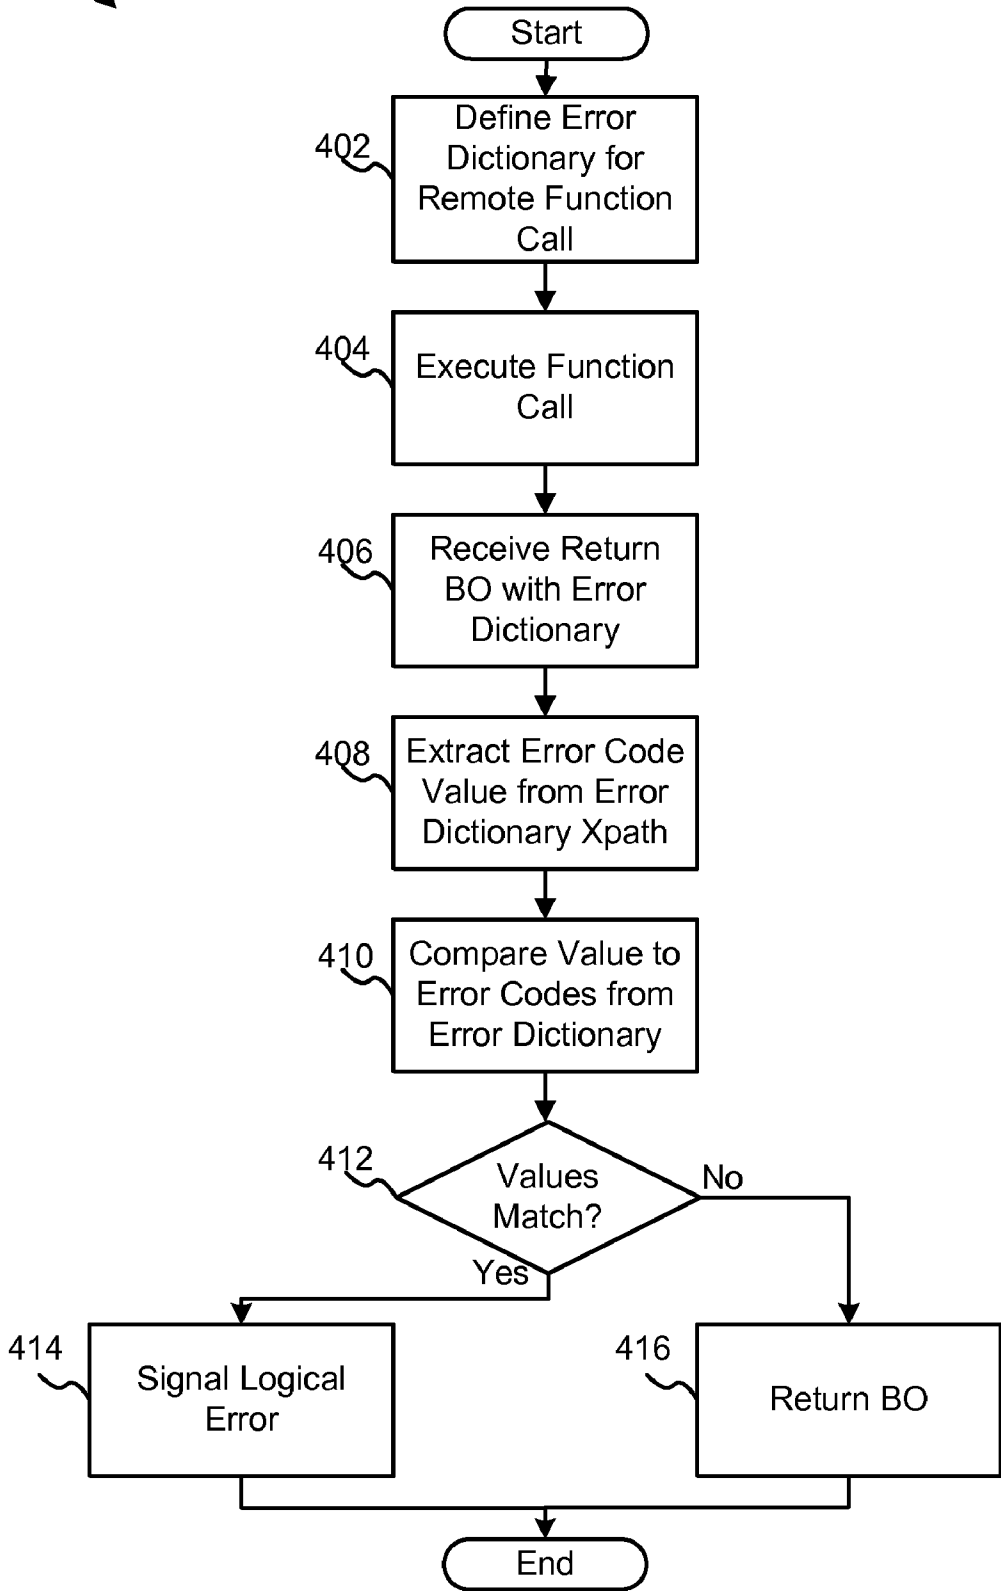 Start
402
Define Error
Dictionary for
Remote Function
Call
404
Execute Function
Call
406
Receive Return
BO with Error
Dictionary
408
Extract Error Code
Value from Error
Dictionary Xpath
410
Compare Value to
Error Codes from
Error Dictionary
412
Values
Match?
No
Yes
414
Signal Logical
Error
416
Return BO
End